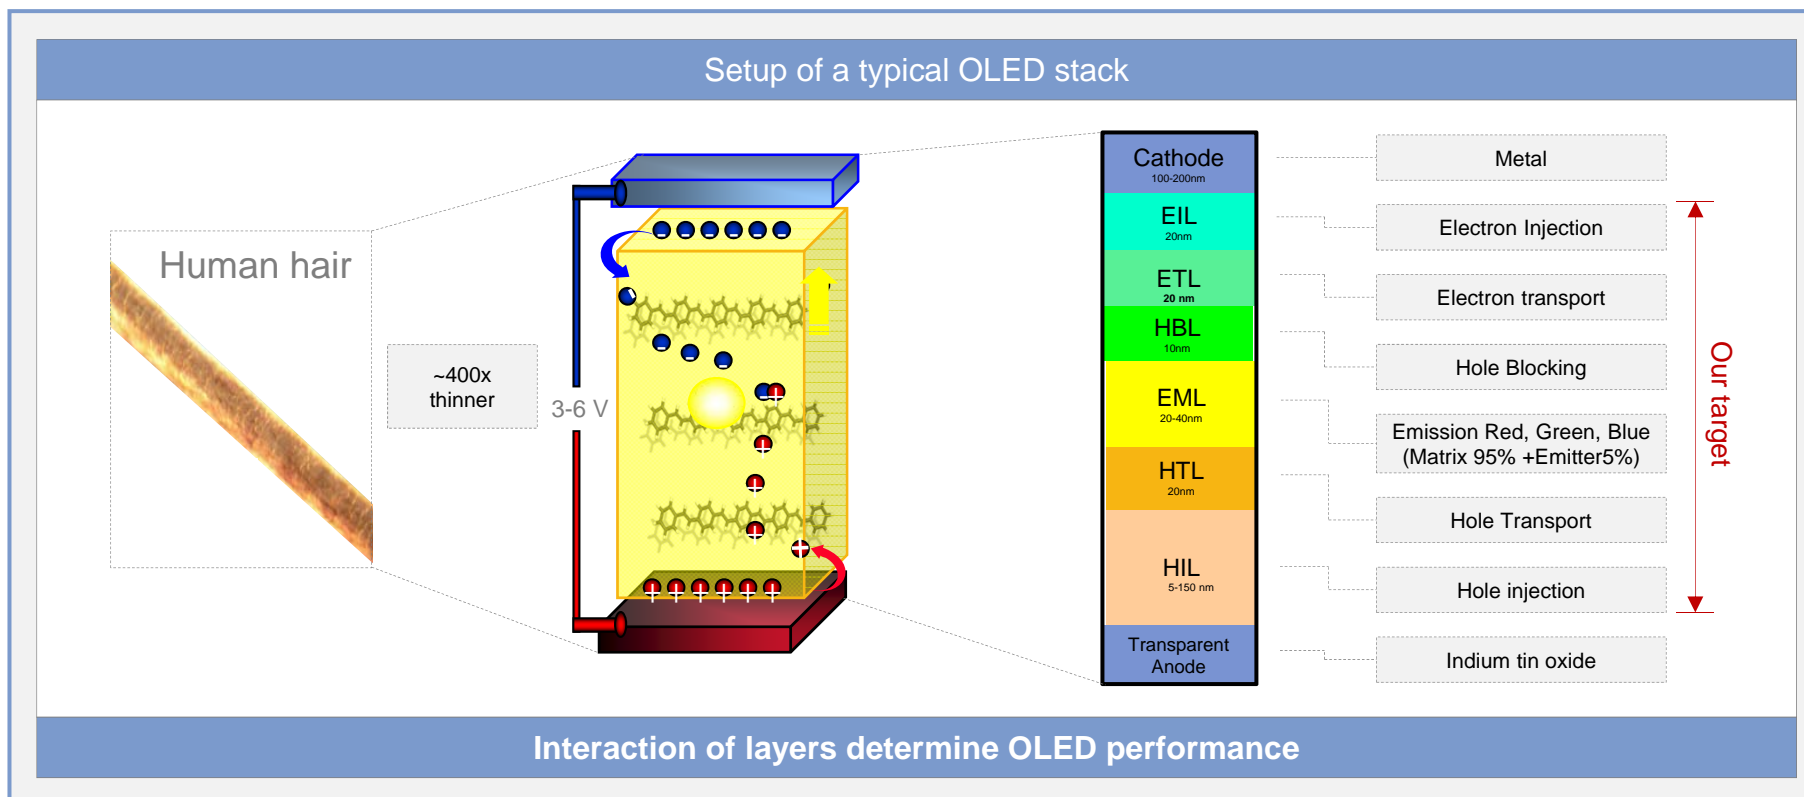 Setup of a typical OLED stack
Human hair
~400x
thinner
3-6 V
Cathode
100-200nm
EIL
20nm
ETL
20 nm
HBL
10nm
EML
20-40nm
HTL
20nm
HIL
5-150 nm
Transparent
Anode
Metal
Electron Injection
Electron transport
Hole Blocking
Emission Red, Green, Blue
(Matrix 95% +Emitter5%)
Hole Transport
Hole injection
Indium tin oxide
Our target
Interaction of layers determine OLED performance